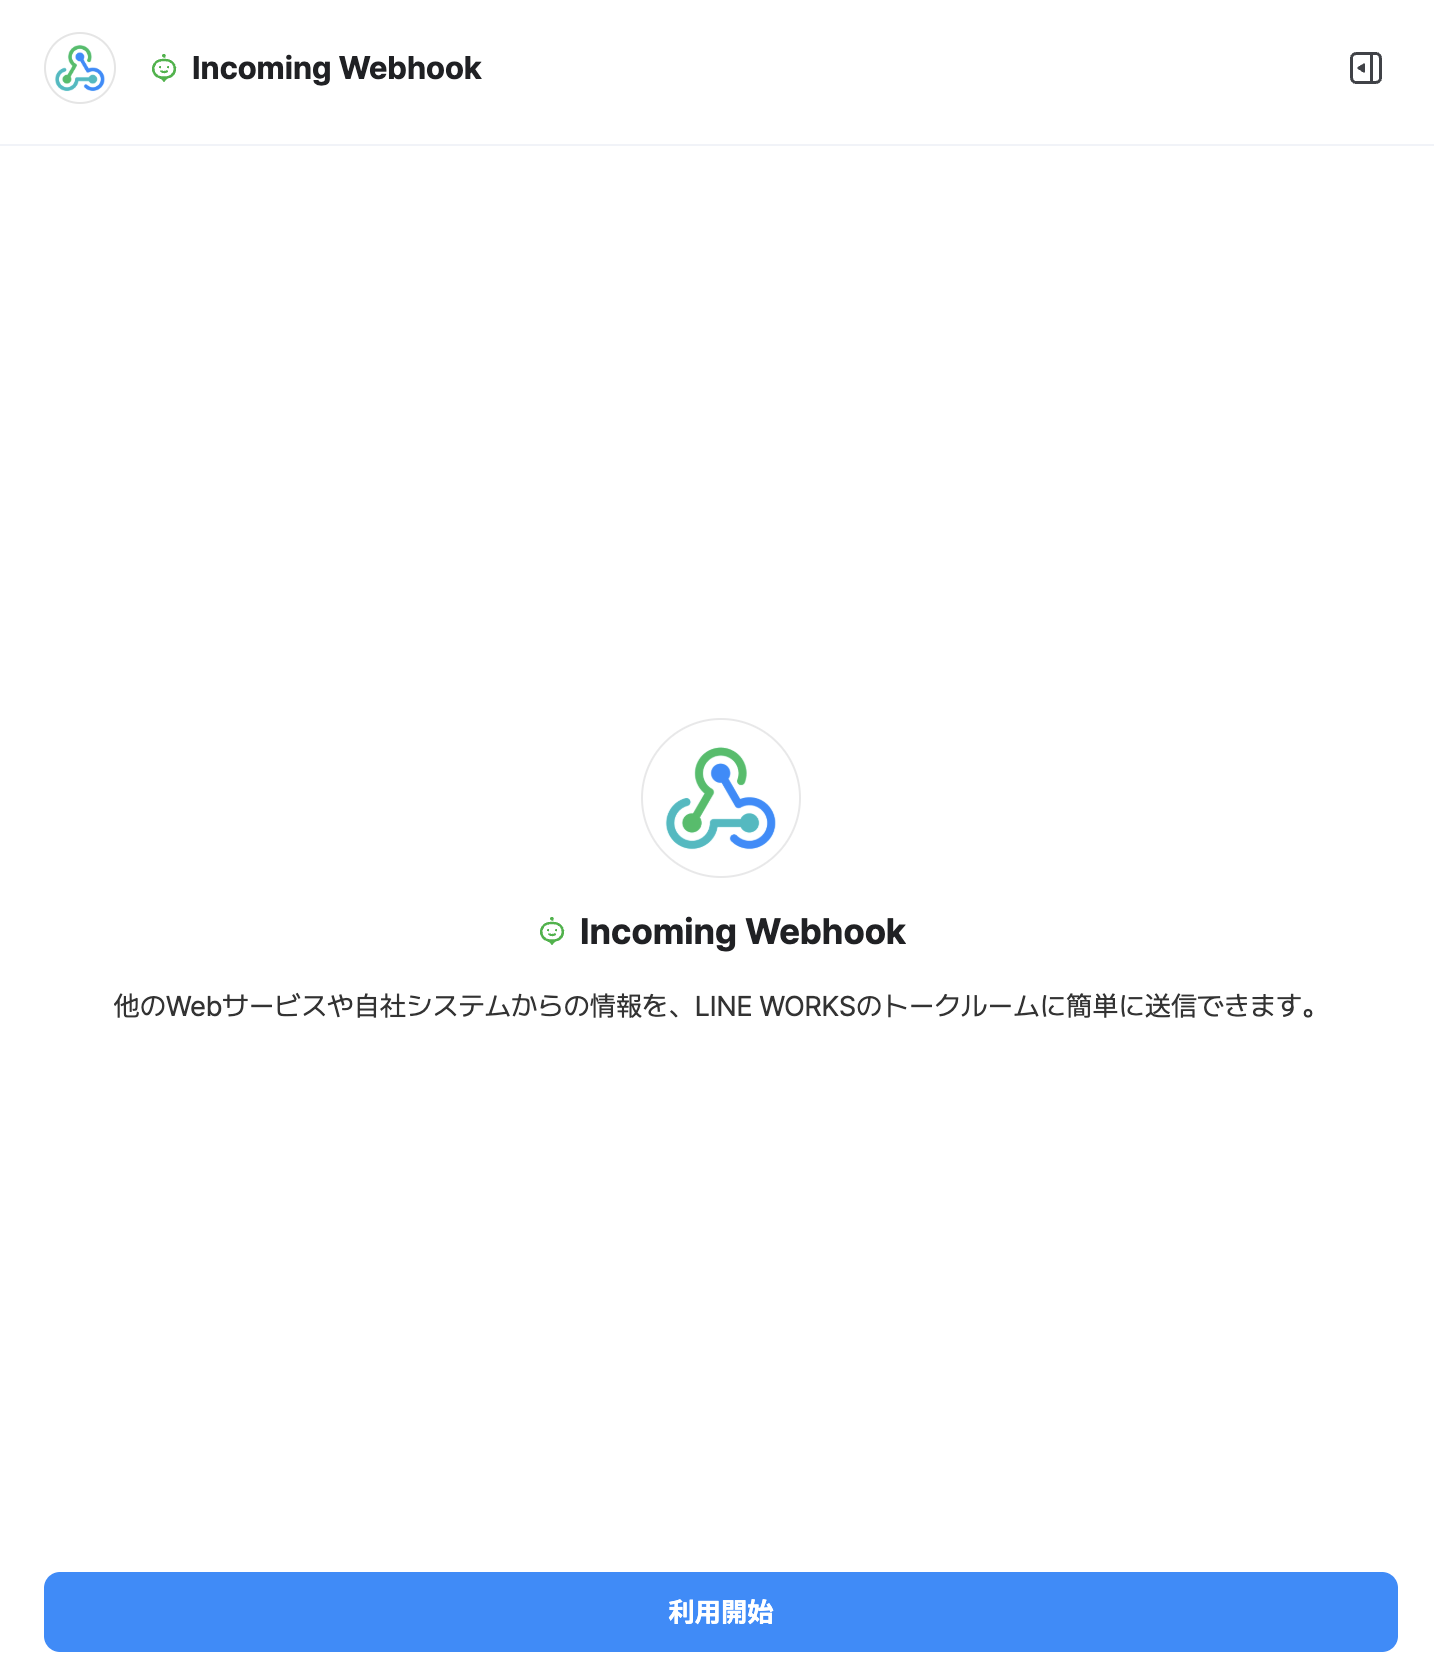 Incoming Webhook
Incoming Webhook
他のWebサービスや自社システムからの情報を、LINE WORKSのトークルームに簡単に送信できます。
利用開始